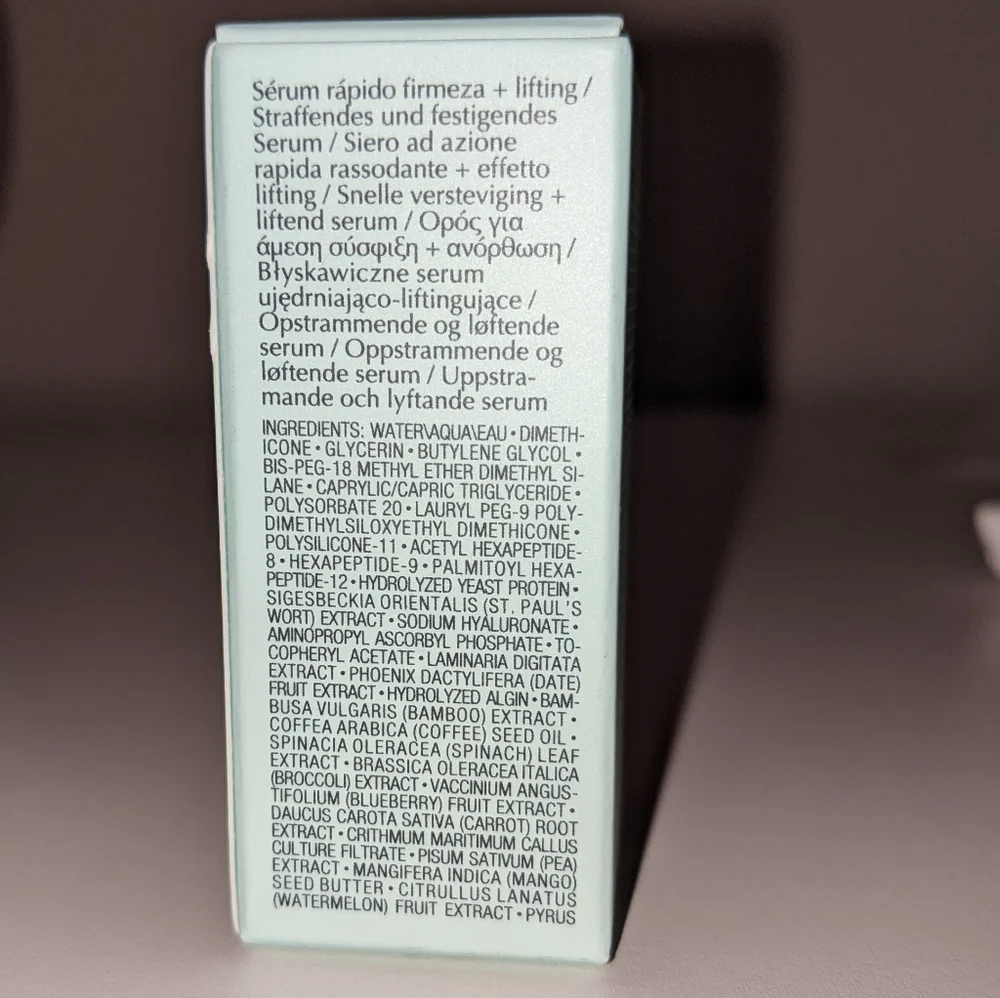 Sérum rápido firmeza + lifting /
Straffendes und festigendes
Serum / Siero ad azione
rapida rassodante + effetto
lifting / Snelle versteviging +
liftend serum / Ορός για
άμεση σύσφιξη + ανόρθωση /
Błyskawiczne serum
ujędrniająco-liftingujące /
Opstrammende og løftende
serum / Oppstrammende og
løftende serum / Uppstra-
mande och lyftande serum
INGREDIENTS: WATER\AQUA\EAU • DIMETH-
ICONE • GLYCERIN • BUTYLENE GLYCOL •
BIS-PEG-18 METHYL ETHER DIMETHYL SI-
LANE • CAPRYLIC/CAPRIC TRIGLYCERIDE •
POLYSORBATE 20 • LAURYL PEG-9 POLY-
DIMETHYLSILOXYETHYL DIMETHICONE •
POLYSILICONE-11 • ACETYL HEXAPEPTIDE-
8 • HEXAPEPTIDE-9 • PALMITOYL HEXA-
PEPTIDE-12 • HYDROLYZED YEAST PROTEIN •
SIGESBECKIA ORIENTALIS (ST. PAUL'S
WORT) EXTRACT • SODIUM HYALURONATE •
AMINOPROPYL ASCORBYL PHOSPHATE • TO-
COPHERYL ACETATE • LAMINARIA DIGITATA
EXTRACT • PHOENIX DACTYLIFERA (DATE)
FRUIT EXTRACT • HYDROLYZED ALGIN • BAM-
BUSA VULGARIS (BAMBOO) EXTRACT •
COFFEA ARABICA (COFFEE) SEED OIL •
SPINACIA OLERACEA (SPINACH) LEAF
EXTRACT • BRASSICA OLERACEA ITALICA
(BROCCOLI) EXTRACT • VACCINIUM ANGUS-
TIFOLIUM (BLUEBERRY) FRUIT EXTRACT •
DAUCUS CAROTA SATIVA (CARROT) ROOT
EXTRACT • CRITHMUM MARITIMUM CALLUS
CULTURE FILTRATE • PISUM SATIVUM (PEA)
EXTRACT • MANGIFERA INDICA (MANGO)
SEED BUTTER • CITRULLUS LANATUS
(WATERMELON) FRUIT EXTRACT • PYRUS